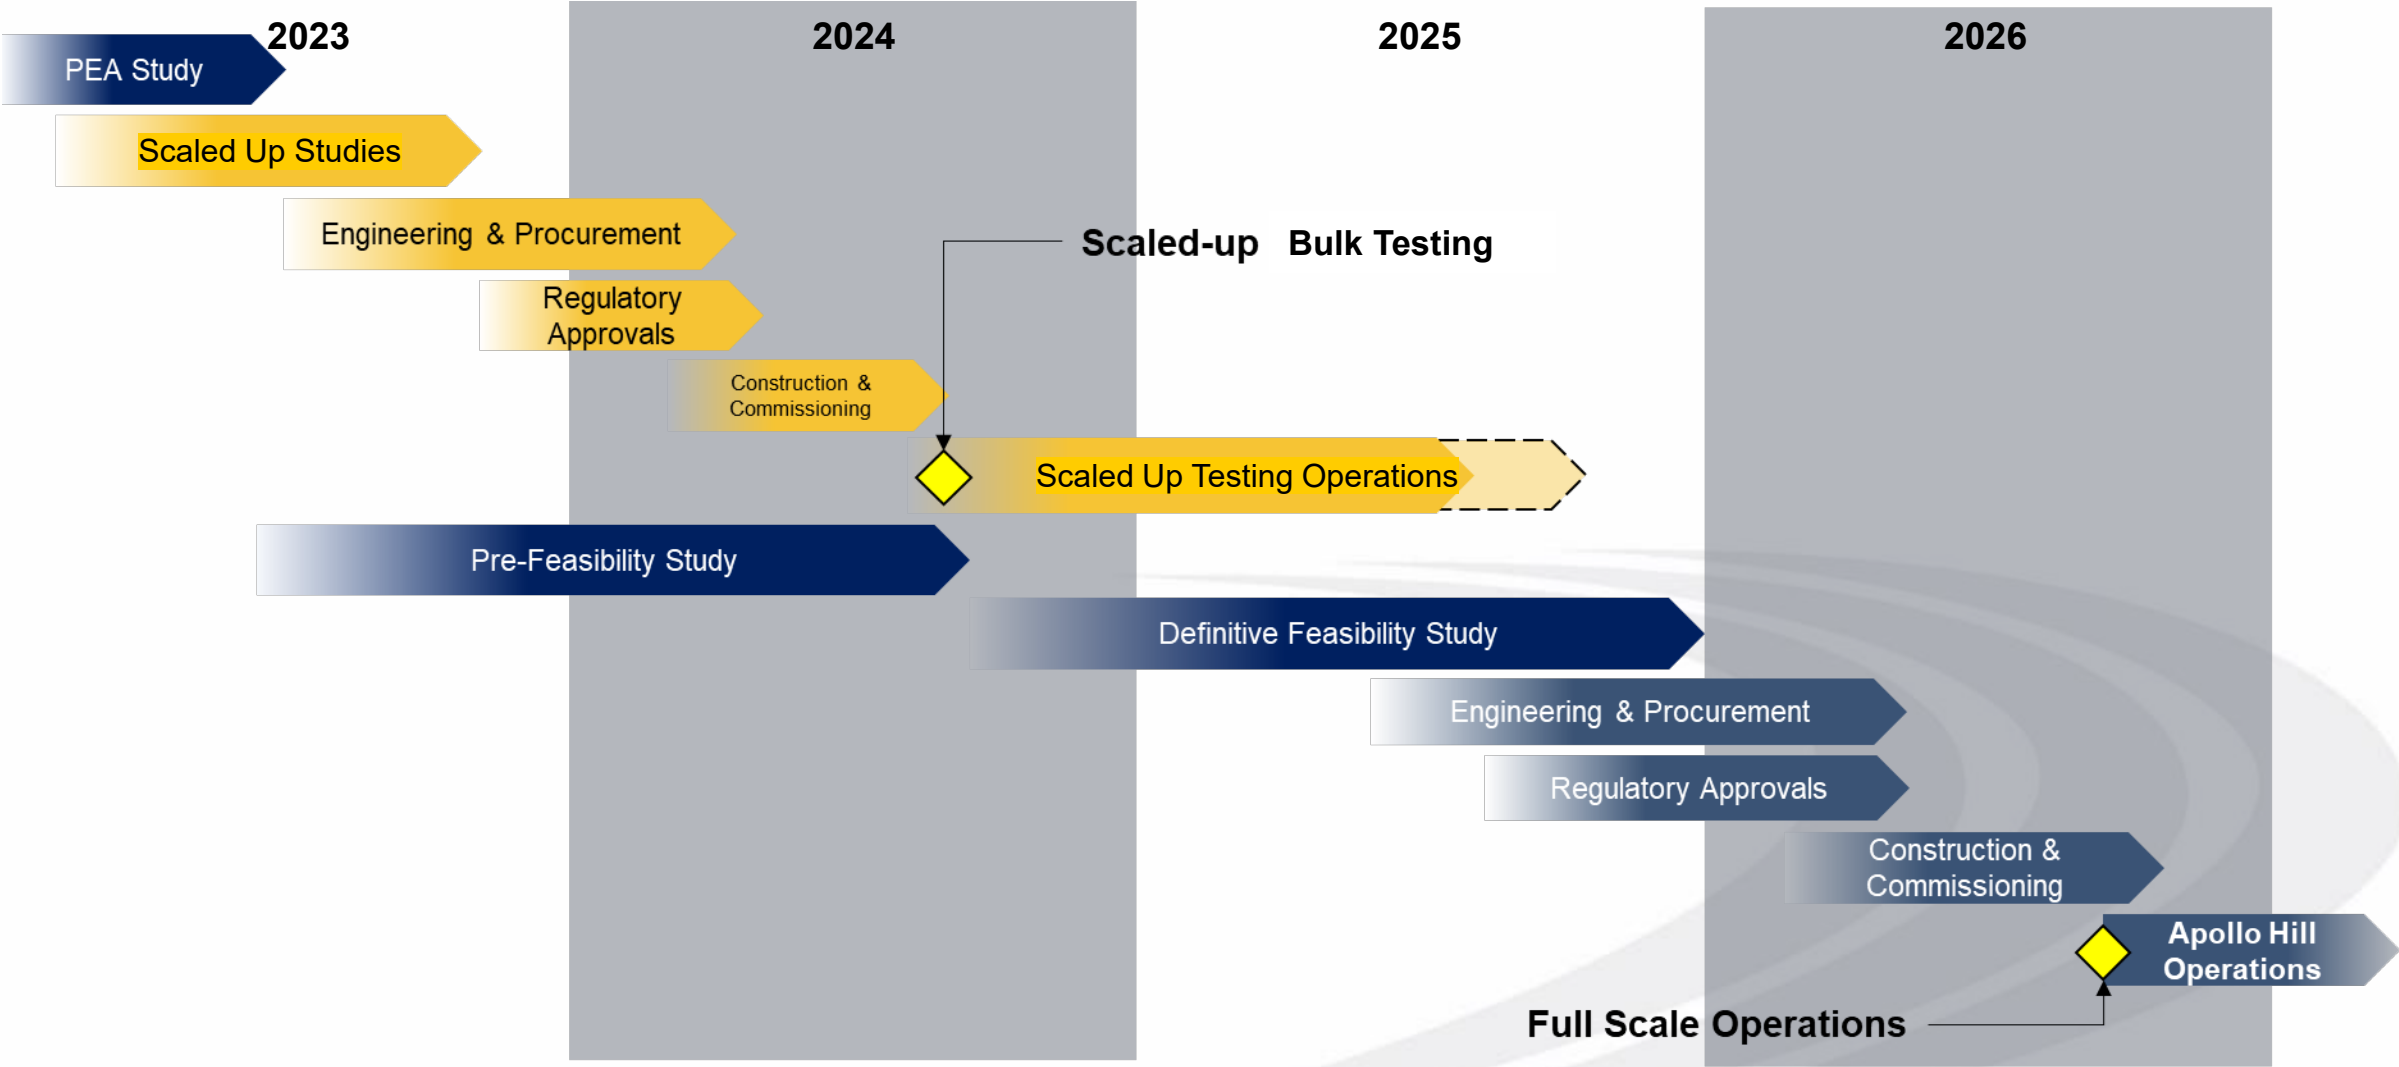 2023
2024
2025
2026
PEA Study
Scaled Up Studies
Engineering & Procurement
Scaled-up Bulk Testing
Regulatory
Approvals
Construction &
Commissioning
Scaled Up Testing Operations
Pre-Feasibility Study
Definitive Feasibility Study
Engineering & Procurement
Regulatory Approvals
Construction &
Commissioning
Apollo Hill
Operations
Full Scale Operations